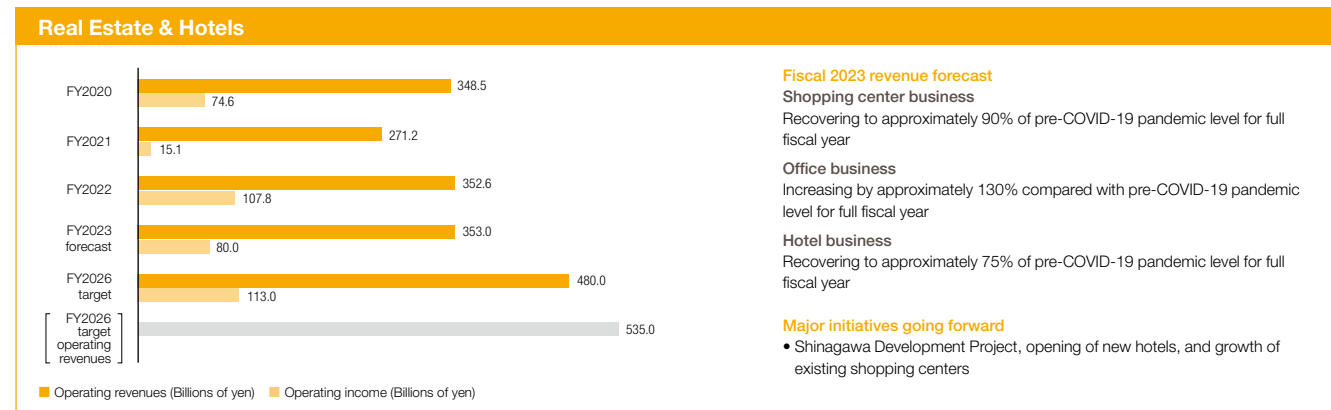 Real Estate & Hotels
FY2020
348.5
74.6
FY2021
271.2
15.1
FY2022
352.6
107.8
FY2023
forecast
353.0
80.0
FY2026
target
480.0
113.0
FY2026
target
operating
revenues
535.0
Operating revenues (Billions of yen) Operating income (Billions of yen)
Fiscal 2023 revenue forecast
Shopping center business
Recovering to approximately 90% of pre-COVID-19 pandemic level for full
fiscal year
Office business
Increasing by approximately 130% compared with pre-COVID-19 pandemic
level for full fiscal year
Hotel business
Recovering to approximately 75% of pre-COVID-19 pandemic level for full
fiscal year
Major initiatives going forward
• Shinagawa Development Project, opening of new hotels, and growth of
existing shopping centers